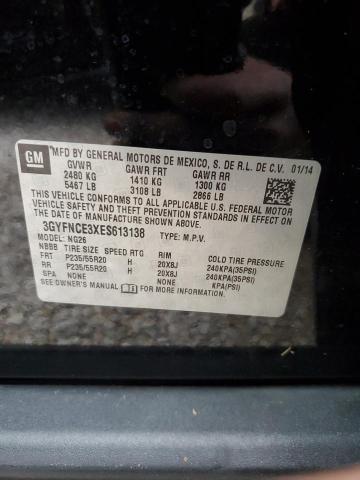 GM
*MFD BY GENERAL MOTORS DE MEXICO, S. DE R.L. DE C.V. 01/14
GVWR GAWR FRT GAWR RR
2480 KG 1410 KG 1300 KG
5467 LB 3108 LB 2866 LB
THIS VEHICLE CONFORMS TO ALL APPLICABLE U.S. FEDERAL MOTOR
VEHICLE SAFETY AND THEFT PREVENTION STANDARDS IN
EFFECT ON THE DATE OF MANUFACTURE SHOWN ABOVE.
3GYFNCE3XES613138 TYPE: M.P.V.
MODEL: NG26
NBBB TIRE SIZE SPEED RTG RIM COLD TIRE PRESSURE
FRT P235/55R20 H 20X8J 240KPA(35PSI)
RR P235/55R20 H 20X8J 240KPA(35PSI)
SPA NONE NONE KPA(PSI)
SEE OWNER'S MANUAL FOR MORE INFORMATION.